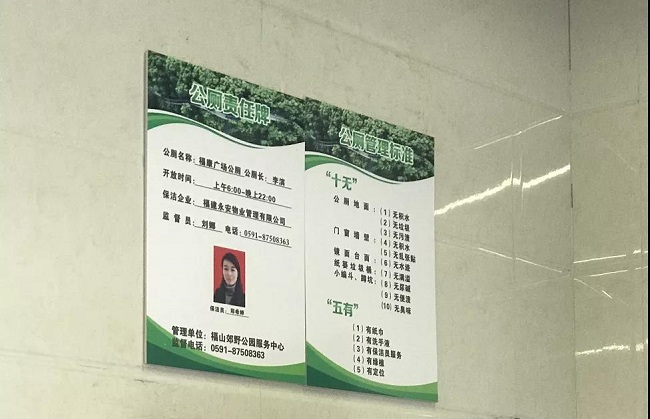 公厕责任牌
公厕名称：福康广场公厕 公厕长：李滨
开放时间：上午6:00-晚上22:00
保洁企业：福建永安物业管理有限公司
监 督 员：刘卿 电话：0591-87508363
保洁员：
管理单位：福山郊野公园服务中心
监督电话：0591-87508363
公厕管理标准
“十无”
公 厕 地 面：（1）无积水
（2）无垃圾
（3）无污渍
门 窗 墙 壁：（4）无积水
（5）无乱张贴
镜 面 台 面：（6）无水迹
纸 篓 垃 圾 桶：（7）无满溢
小便斗、蹲坑：（8）无尿碱
（9）无便渍
（10）无臭味
“五有”
（1）有纸巾
（2）有洗手液
（3）有保洁员服务
（4）有绿植
（5）有定位